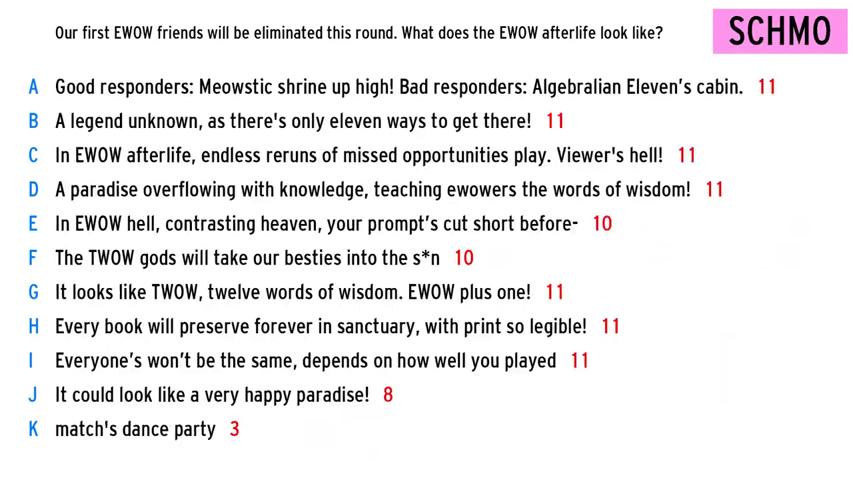 Our first EWOW friends will be eliminated this round. What does the EWOW afterlife look like?
SCHMO
A Good responders: Meowstic shrine up high! Bad responders: Algebralian Eleven's cabin. 11
B A legend unknown, as there's only eleven ways to get there! 11
C In EWOW afterlife, endless reruns of missed opportunities play. Viewer's hell! 11
D A paradise overflowing with knowledge, teaching ewowers the words of wisdom! 11
E In EWOW hell, contrasting heaven, your prompt's cut short before- 10
F The TWOW gods will take our besties into the s*n 10
G It looks like TWOW, twelve words of wisdom. EWOW plus one! 11
H Every book will preserve forever in sanctuary, with print so legible! 11
I Everyone's won't be the same, depends on how well you played 11
J It could look like a very happy paradise! 8
K match's dance party 3